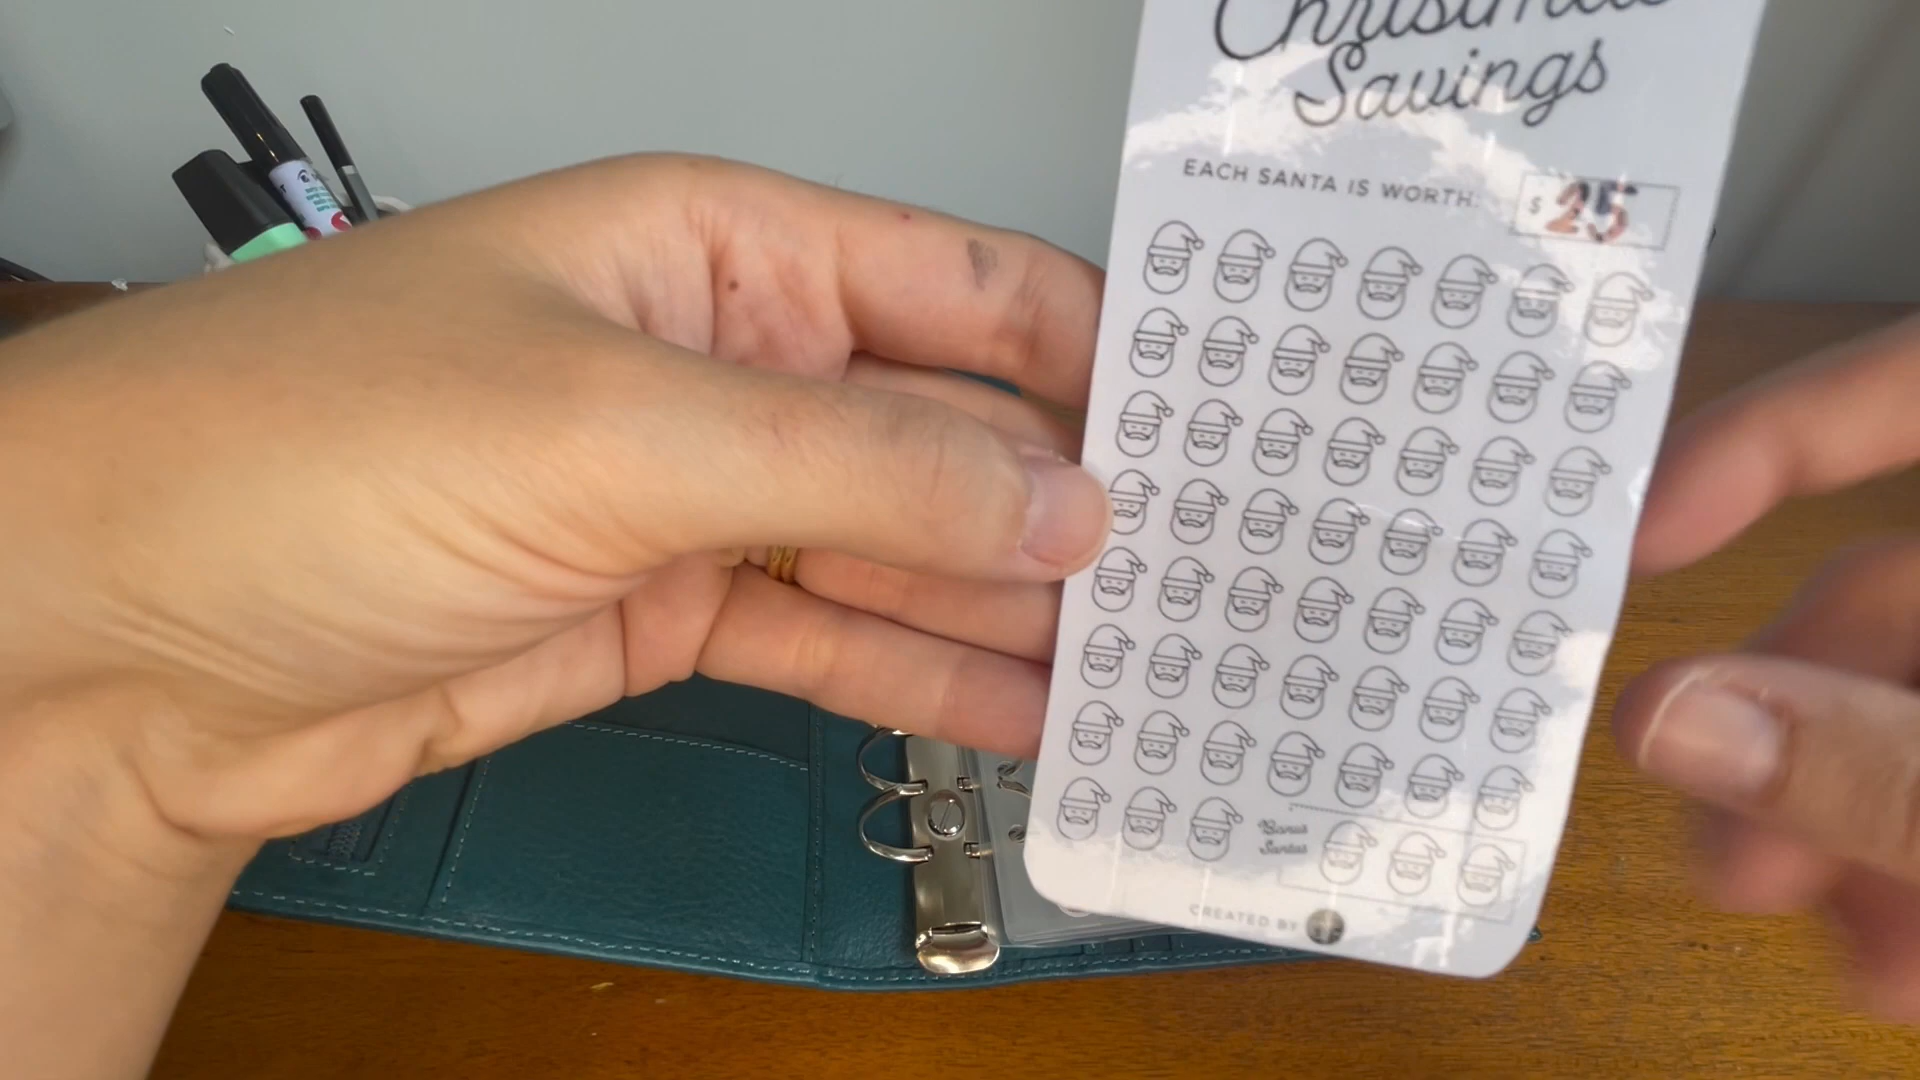 Christmas
Savings
EACH SANTA IS WORTH:
$ 25
Bonus
Santas
CREATED BY